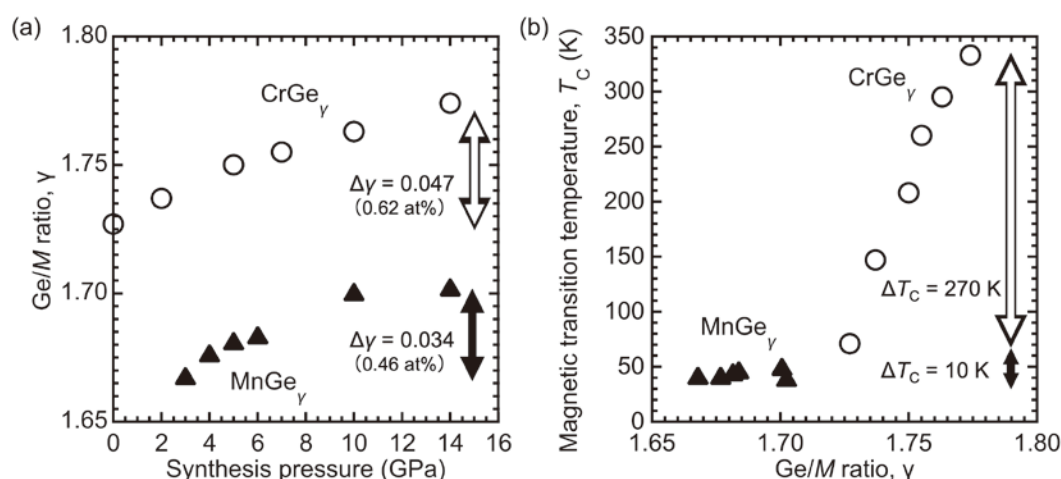 (a)
1.80
1.75
1.70
1.65
Ge/M ratio, γ
CrGeγ
Δγ = 0.047
(0.62 at%)
Δγ = 0.034
(0.46 at%)
MnGeγ
0 2 4 6 8 10 12 14 16
Synthesis pressure (GPa)
(b)
350
300
250
200
150
100
50
0
Magnetic transition temperature, TC (K)
CrGeγ
ΔTC = 270 K
MnGeγ
ΔTC = 10 K
1.65 1.70 1.75 1.80
Ge/M ratio, γ